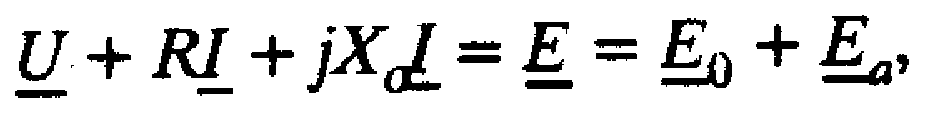 U + RI + jX_σI = E = E_0 + E_a,